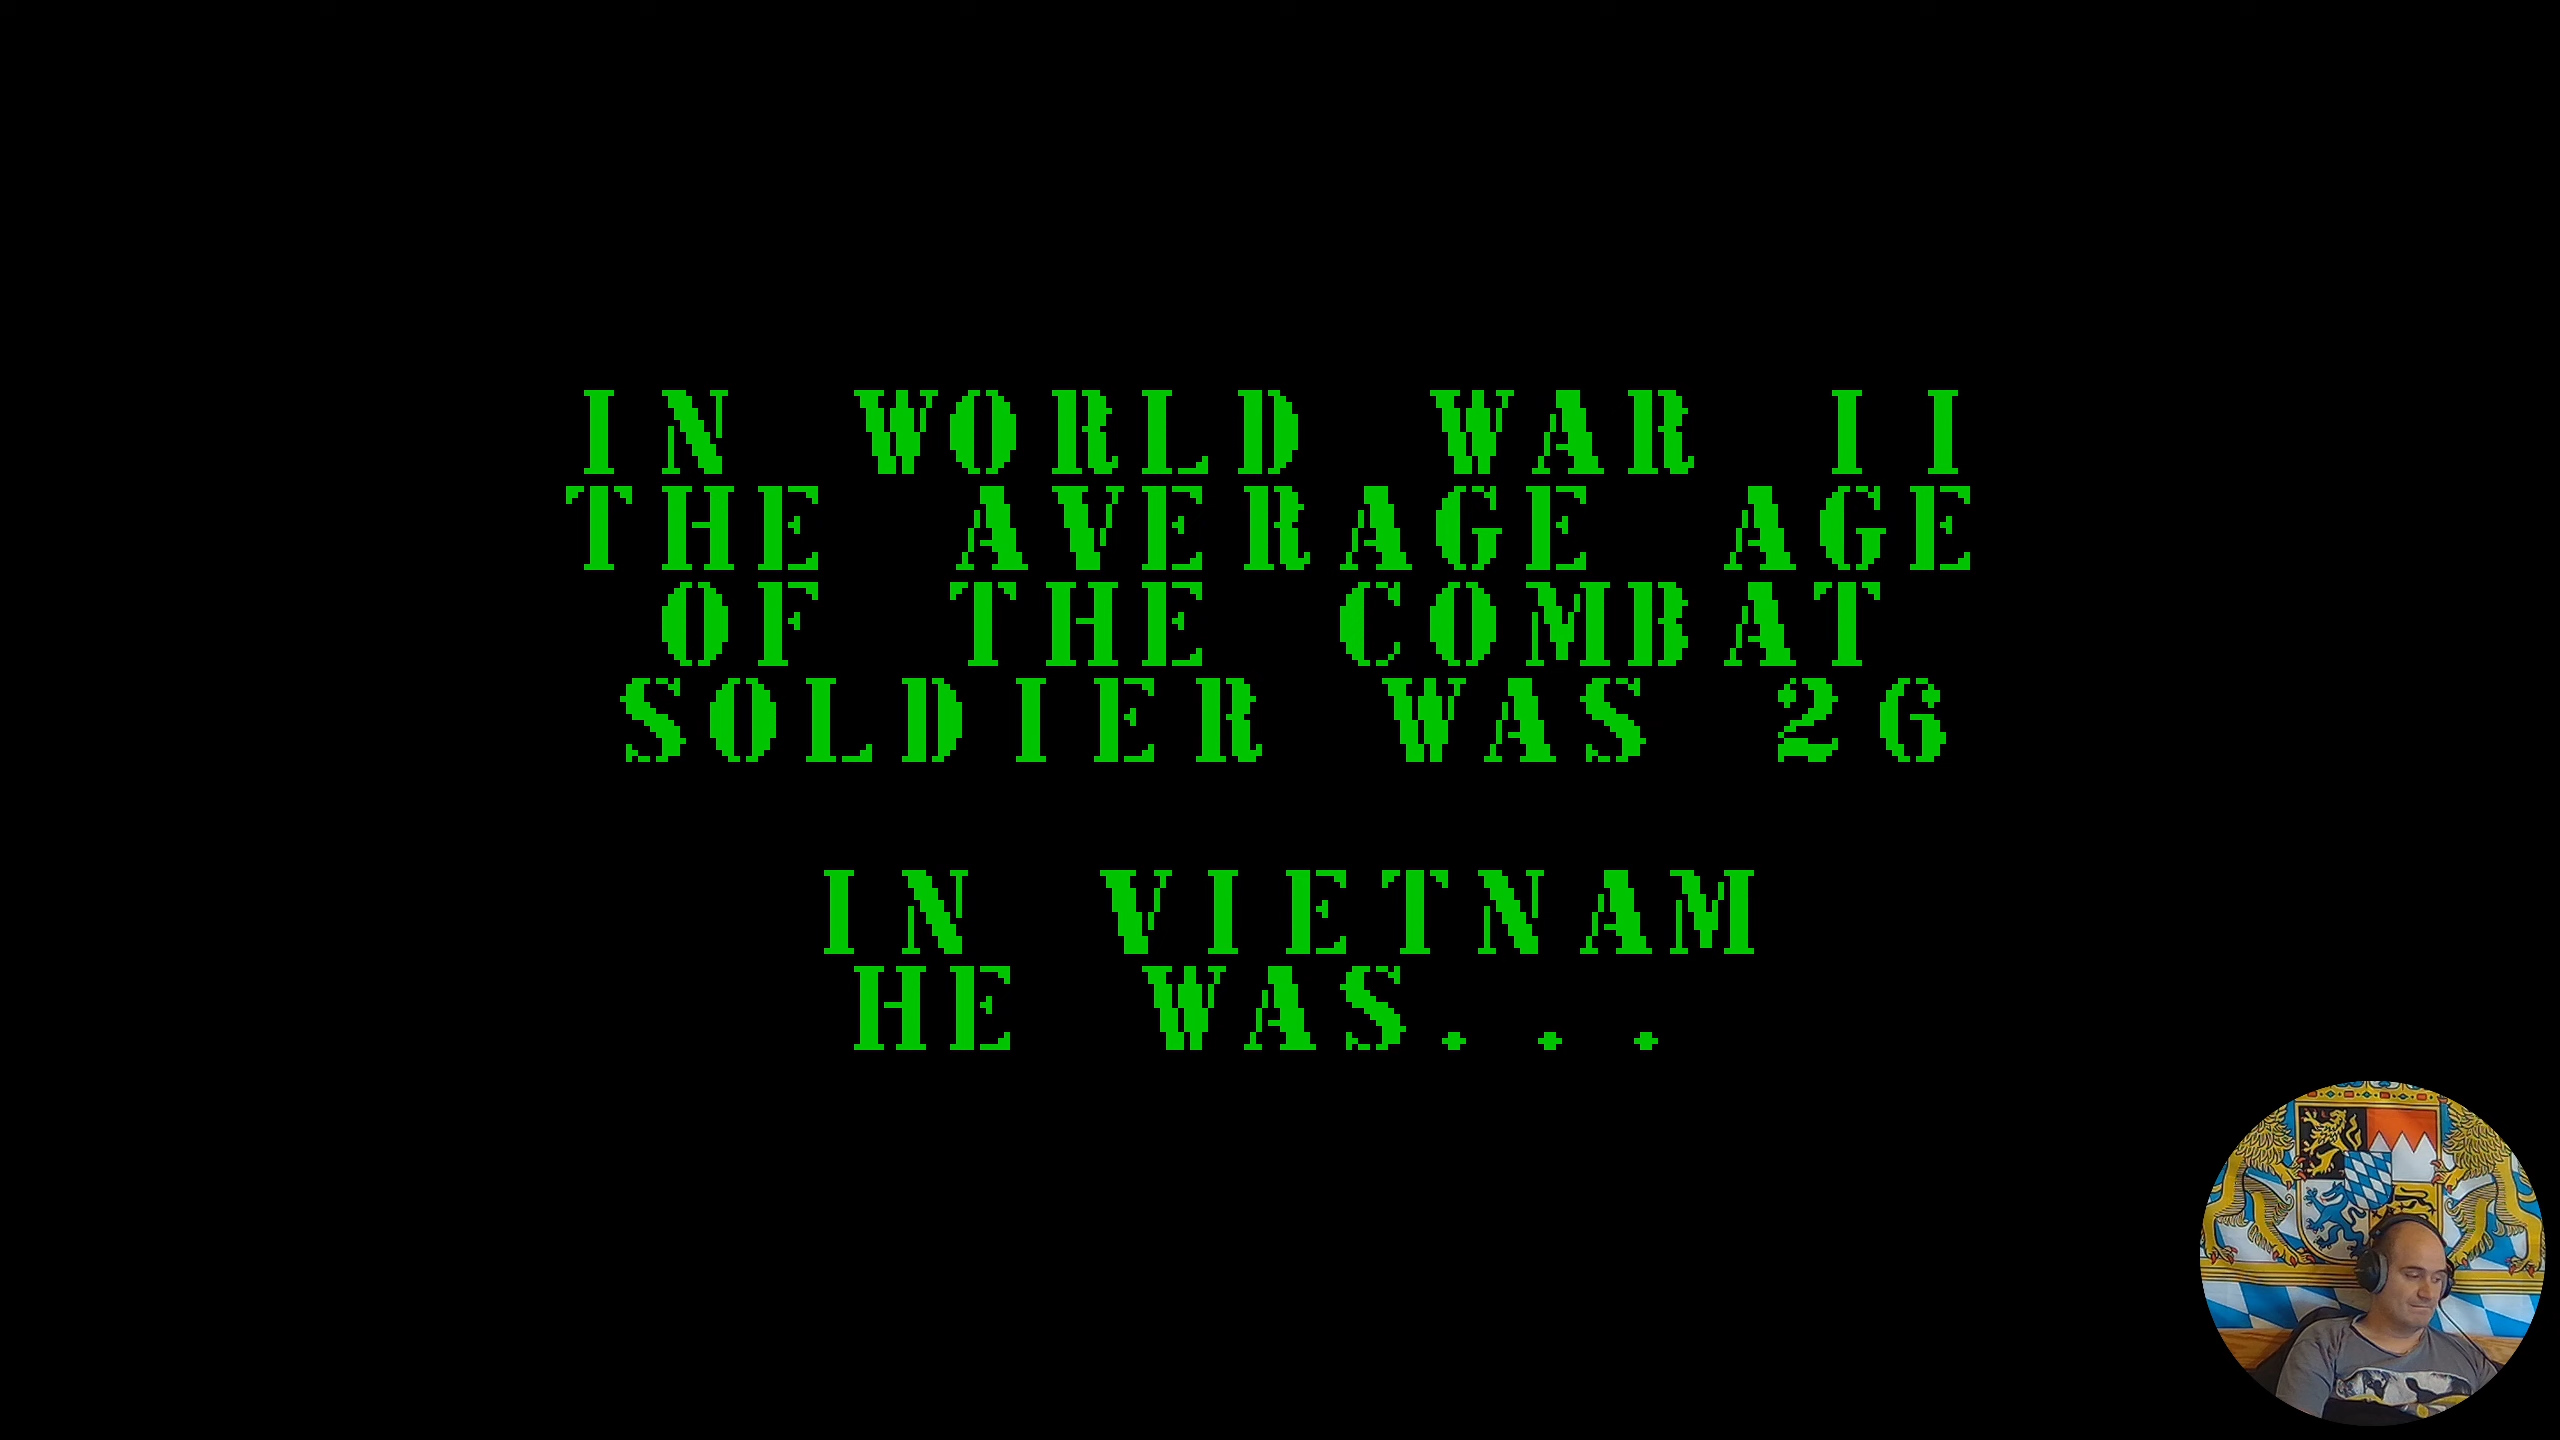 IN WORLD WAR II
THE AVERAGE AGE
OF THE COMBAT
SOLDIER WAS 26
IN VIETNAM
HE WAS...